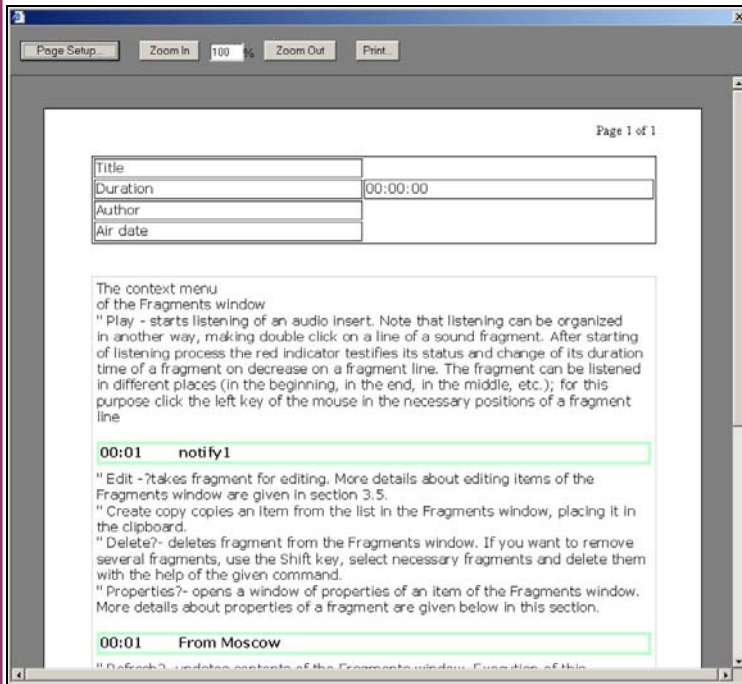 Page Setup...
Zoom In
100 %
Zoom Out
Print...
Page 1 of 1
Title
Duration 00:00:00
Author
Air date
The context menu
of the Fragments window
" Play - starts listening of an audio insert. Note that listening can be organized
in another way, making double click on a line of a sound fragment. After starting
of listening process the red indicator testifies its status and change of its duration
time of a fragment on decrease on a fragment line. The fragment can be listened
in different places (in the beginning, in the end, in the middle, etc.); for this
purpose click the left key of the mouse in the necessary positions of a fragment
line
00:01 notify1
" Edit -?takes fragment for editing. More details about editing items of the
Fragments window are given in section 3.5.
" Create copy copies an item from the list in the Fragments window, placing it in
the clipboard.
" Delete?- deletes fragment from the Fragments window. If you want to remove
several fragments, use the Shift key, select necessary fragments and delete them
with the help of the given command.
" Properties?- opens a window of properties of an item of the Fragments window.
More details about properties of a fragment are given below in this section.
00:01 From Moscow
" Refresh?- updates contents of the Fragments window. Execution of this